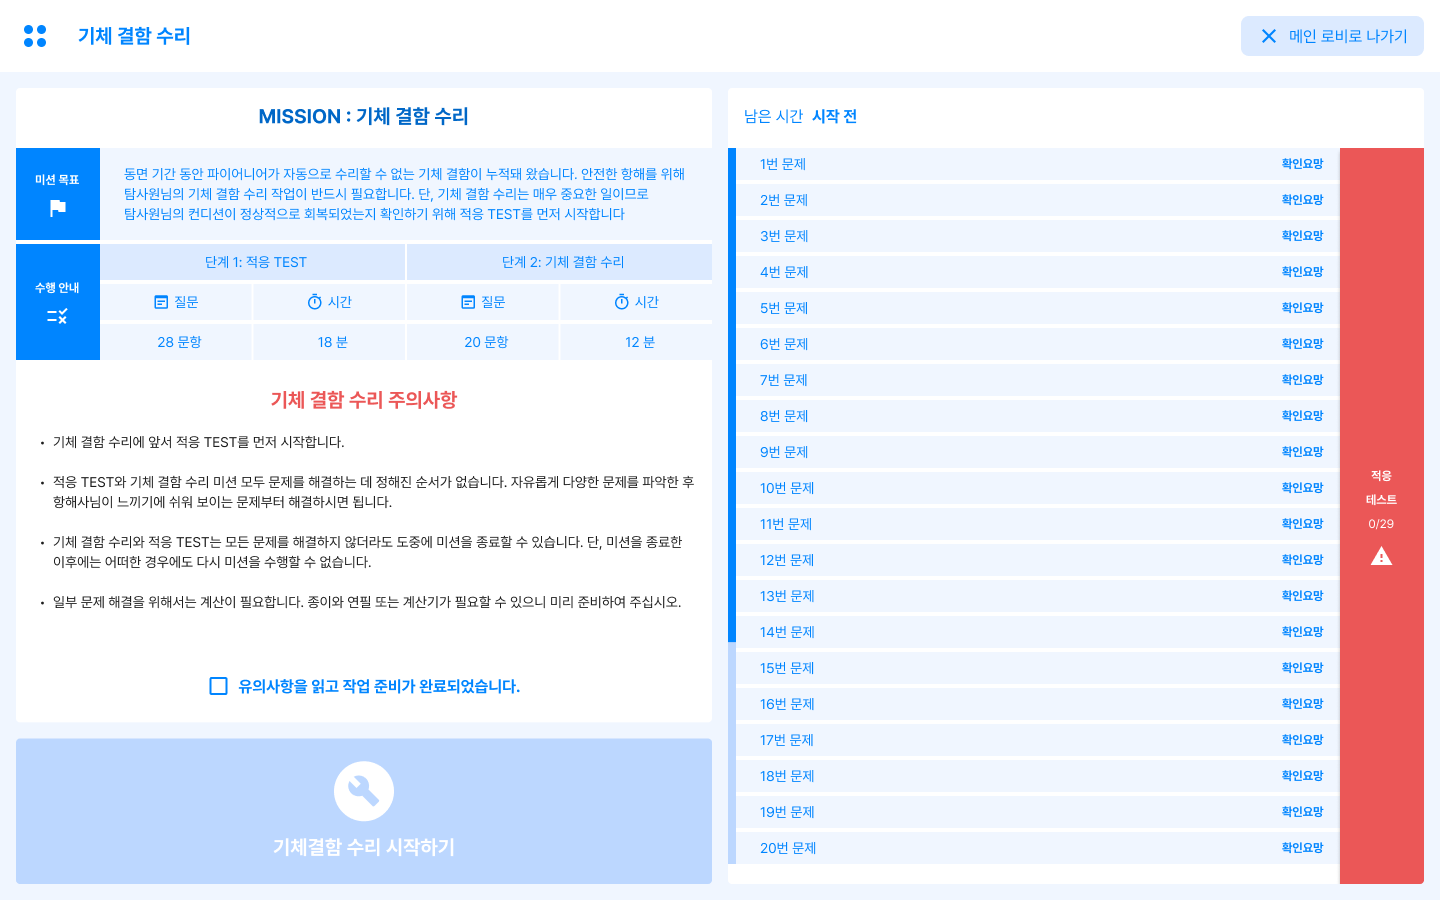 기체 결함 수리
메인 로비로 나가기
MISSION : 기체 결함 수리
미션 목표
동면 기간 동안 파이어니어가 자동으로 수리할 수 없는 기체 결함이 누적돼 왔습니다. 안전한 항해를 위해
탐사원님의 기체 결함 수리 작업이 반드시 필요합니다. 단, 기체 결함 수리는 매우 중요한 일이므로
탐사원님의 컨디션이 정상적으로 회복되었는지 확인하기 위해 적응 TEST를 먼저 시작합니다
수행 안내
단계 1: 적응 TEST
단계 2: 기체 결함 수리
질문
시간
질문
시간
28 문항
18 분
20 문항
12 분
기체 결함 수리 주의사항
• 기체 결함 수리에 앞서 적응 TEST를 먼저 시작합니다.
• 적응 TEST와 기체 결함 수리 미션 모두 문제를 해결하는 데 정해진 순서가 없습니다. 자유롭게 다양한 문제를 파악한 후
항해사님이 느끼기에 쉬워 보이는 문제부터 해결하시면 됩니다.
• 기체 결함 수리와 적응 TEST는 모든 문제를 해결하지 않더라도 도중에 미션을 종료할 수 있습니다. 단, 미션을 종료한
이후에는 어떠한 경우에도 다시 미션을 수행할 수 없습니다.
• 일부 문제 해결을 위해서는 계산이 필요합니다. 종이와 연필 또는 계산기가 필요할 수 있으니 미리 준비하여 주십시오.
유의사항을 읽고 작업 준비가 완료되었습니다.
기체결함 수리 시작하기
남은 시간 시작 전
1번 문제 확인요망
2번 문제 확인요망
3번 문제 확인요망
4번 문제 확인요망
5번 문제 확인요망
6번 문제 확인요망
7번 문제 확인요망
8번 문제 확인요망
9번 문제 확인요망
10번 문제 확인요망
11번 문제 확인요망
12번 문제 확인요망
13번 문제 확인요망
14번 문제 확인요망
15번 문제 확인요망
16번 문제 확인요망
17번 문제 확인요망
18번 문제 확인요망
19번 문제 확인요망
20번 문제 확인요망
적응
테스트
0/29